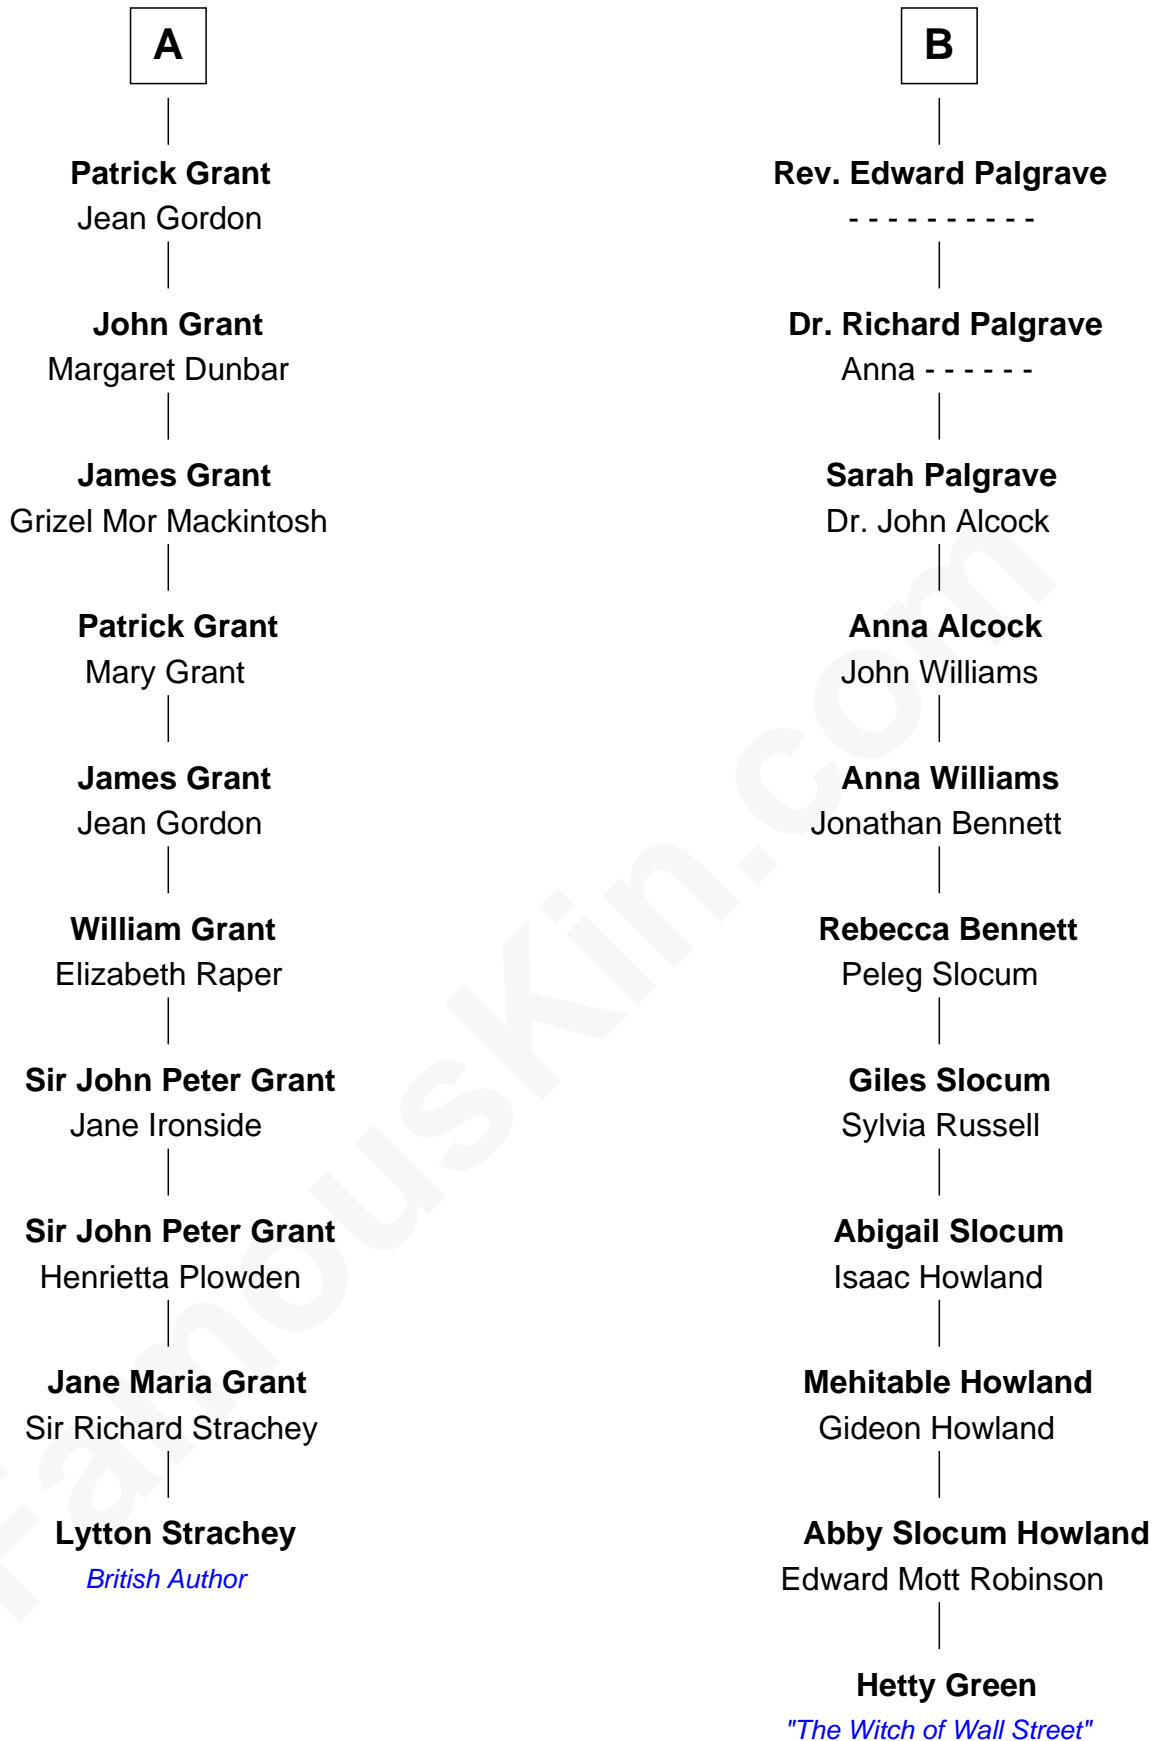 A
Patrick Grant
Jean Gordon
John Grant
Margaret Dunbar
James Grant
Grizel Mor Mackintosh
Patrick Grant
Mary Grant
James Grant
Jean Gordon
William Grant
Elizabeth Raper
Sir John Peter Grant
Jane Ironside
Sir John Peter Grant
Henrietta Plowden
Jane Maria Grant
Sir Richard Strachey
Lytton Strachey
British Author
B
Rev. Edward Palgrave
- - - - - - - - - -
Dr. Richard Palgrave
Anna - - - - - -
Sarah Palgrave
Dr. John Alcock
Anna Alcock
John Williams
Anna Williams
Jonathan Bennett
Rebecca Bennett
Peleg Slocum
Giles Slocum
Sylvia Russell
Abigail Slocum
Isaac Howland
Mehitable Howland
Gideon Howland
Abby Slocum Howland
Edward Mott Robinson
Hetty Green
"The Witch of Wall Street"
FamousKin.com